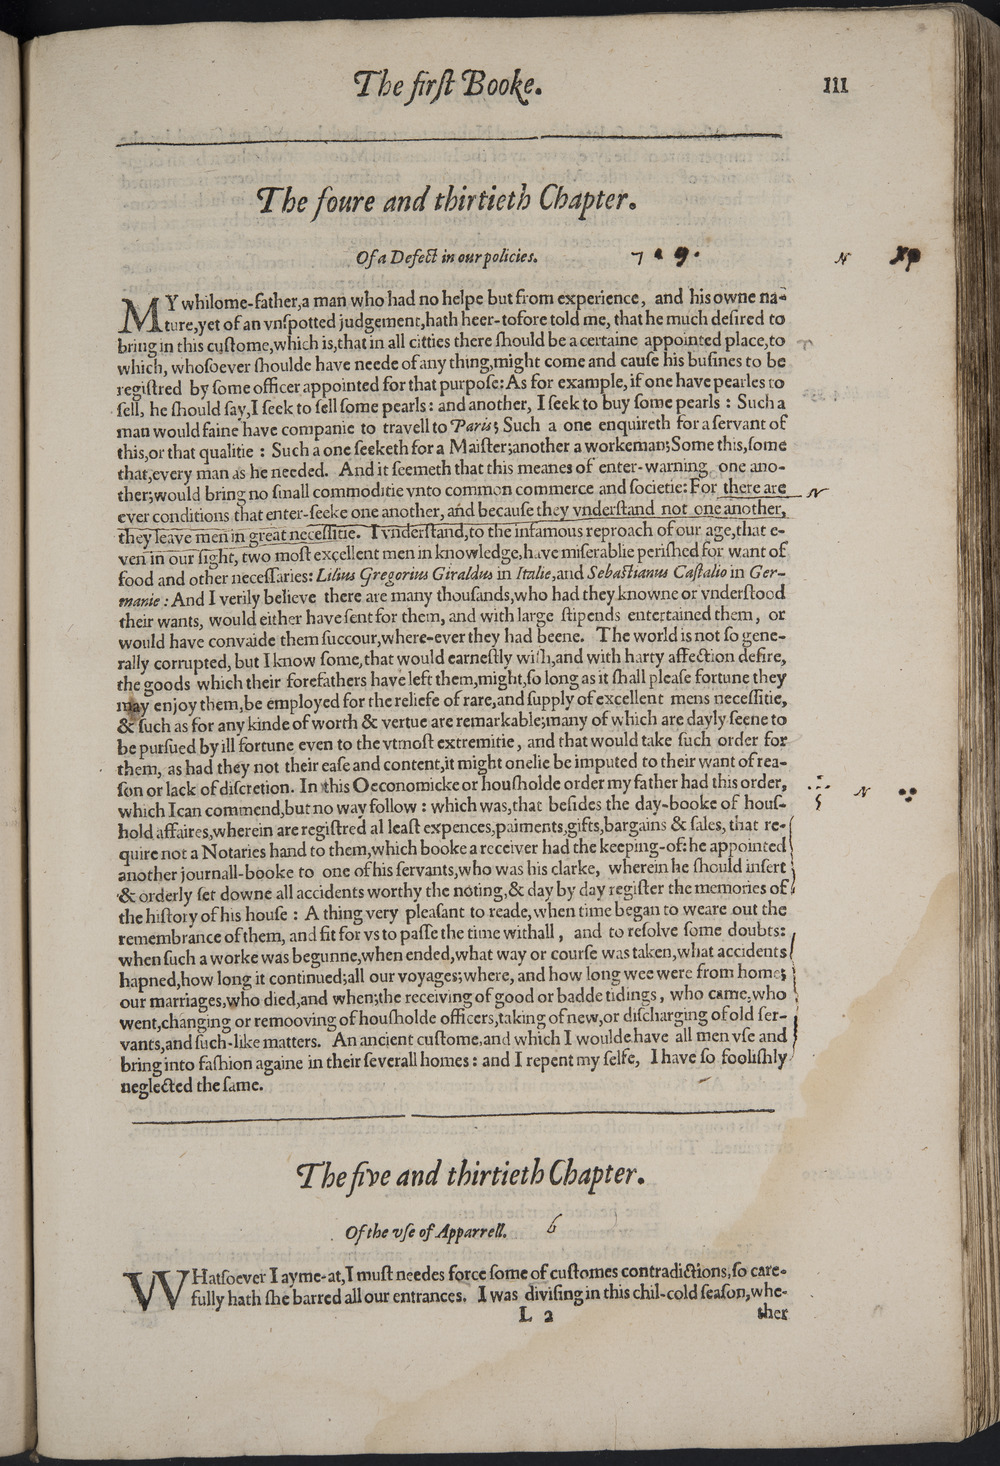 The firſt Booke.
111
The foure and thirtieth Chapter.
Of a Defect in our policies.
7 * 9.
N
xp
MY whilome-father, a man who had no helpe but from experience, and his owne na-
ture, yet of an vnſpotted judgement, hath heer-tofore told me, that he much deſired to
bring in this cuſtome, which is, that in all citties there ſhould be a certaine appointed place, to
which, whoſoever ſhoulde have neede of any thing, might come and cauſe his buſines to be
regiſtred by ſome officer appointed for that purpoſe: As for example, if one have pearles to
ſell, he ſhould ſay, I ſeek to ſell ſome pearls: and another, I ſeek to buy ſome pearls: Such a
man would faine have companie to travell to Paris; Such a one enquireth for a ſervant of
this, or that qualitie: Such a one ſeeketh for a Maiſter; another a workeman; Some this, ſome
that, every man as he needed. And it ſeemeth that this meanes of enter-warning one ano-
ther, would bring no ſmall commoditie vnto common commerce and ſocietie: For there are
N
ever conditions that enter-ſeeke one another, and becauſe they vnderſtand not one another,
they leave men in great neceſſitie. I vnderſtand, to the infamous reproach of our age, that e-
ven in our ſight, two moſt excellent men in knowledge, have miſerablie periſhed for want of
food and other neceſſaries: Lilius Gregorius Giraldus in Italie, and Sebaſtianus Caſtalio in Ger-
manie: And I verily believe there are many thouſands, who had they knowne or vnderſtood
their wants, would either have ſent for them, and with large ſtipends entertained them, or
would have convaide them ſuccour, where-ever they had beene. The world is not ſo gene-
rally corrupted, but I know ſome, that would earneſtly wiſh, and with harty affection deſire,
the goods which their forefathers have left them, might, ſo long as it ſhall pleaſe fortune they
may enjoy them, be employed for the reliefe of rare, and ſupply of excellent mens neceſſitie,
& ſuch as for any kinde of worth & vertue are remarkable; many of which are dayly ſeene to
be purſued by ill fortune even to the vtmoſt extremitie, and that would take ſuch order for
them, as had they not their eaſe and content, it might onelie be imputed to their want of rea-
ſon or lack of diſcretion. In this Oeconomicke or houſholde order my father had this order,
N
which I can commend, but no way follow: which was, that beſides the day-booke of houſ-
hold affaires, wherein are regiſtred al leaſt expences, paiments, gifts, bargains & ſales, that re-
quire not a Notaries hand to them, which booke a receiver had the keeping-of: he appointed
another journall-booke to one of his ſervants, who was his clarke, wherein he ſhould inſert
& orderly ſet downe all accidents worthy the noting, & day by day regiſter the memories of
the hiſtory of his houſe: A thing very pleaſant to reade, when time began to weare out the
remembrance of them, and fit for vs to paſſe the time withall, and to reſolve ſome doubts:
when ſuch a worke was begunne, when ended, what way or courſe was taken, what accidents
hapned, how long it continued; all our voyages; where, and how long wee were from home;
our marriages, who died, and when; the receiving of good or badde tidings, who came, who
went, changing or remooving of houſholde officers, taking of new, or diſcharging of old ſer-
vants, and ſuch-like matters. An ancient cuſtome, and which I woulde have all men vſe and
bring into faſhion againe in their ſeverall homes: and I repent my ſelfe, I have ſo fooliſhly
neglected the ſame.
The five and thirtieth Chapter.
Of the vſe of Apparrell.
6
WHatſoever I ayme-at, I muſt needes force ſome of cuſtomes contradictions, ſo care-
fully hath ſhe barred all our entrances. I was diviſing in this chil-cold ſeaſon, whe-
L 2
ther